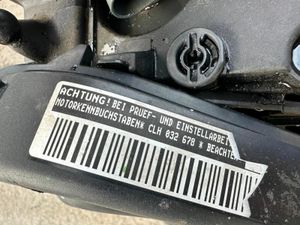 ACHTUNG! BEI PRUEF- UND EINSTELLARBEI
MOTORKENNBUCHSTABEN* CLH 032 678 * BEACHTE